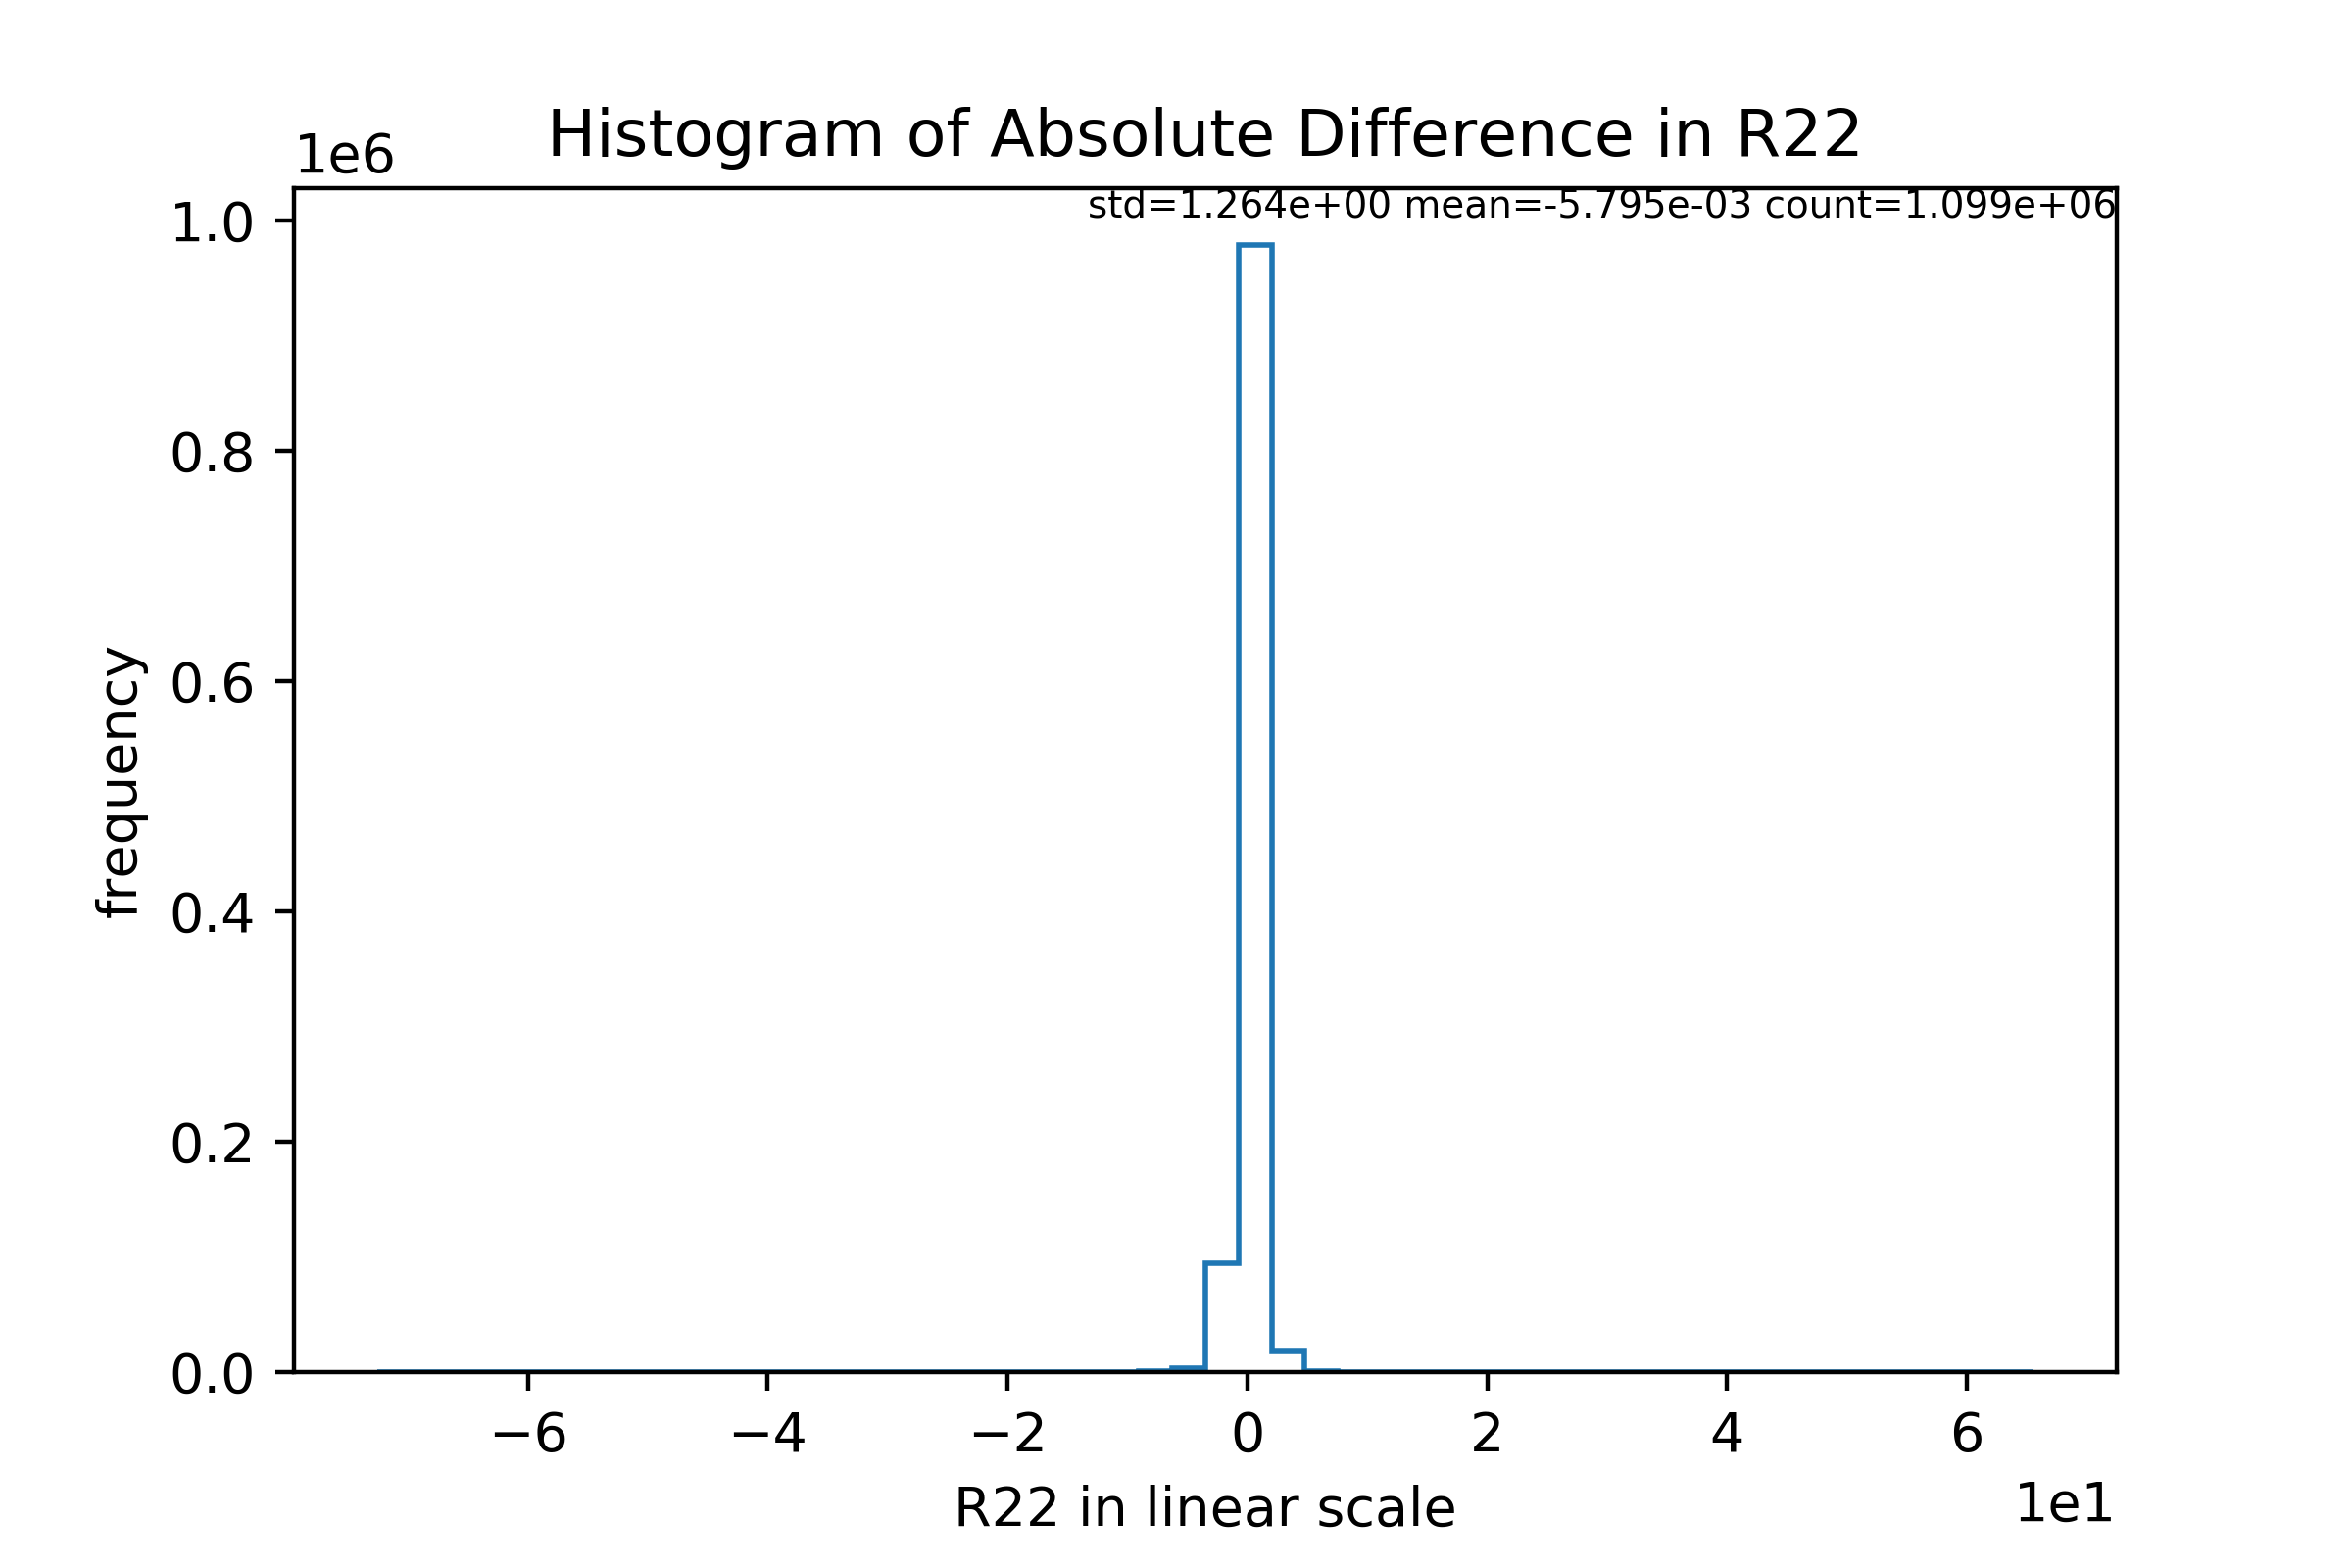 Histogram of Absolute Difference in R22
1e6
std=1.264e+00 mean=-5.795e-03 count=1.099e+06
1.0
0.8
0.6
0.4
0.2
0.0
frequency
−6 −4 −2 0 2 4 6
1e1
R22 in linear scale